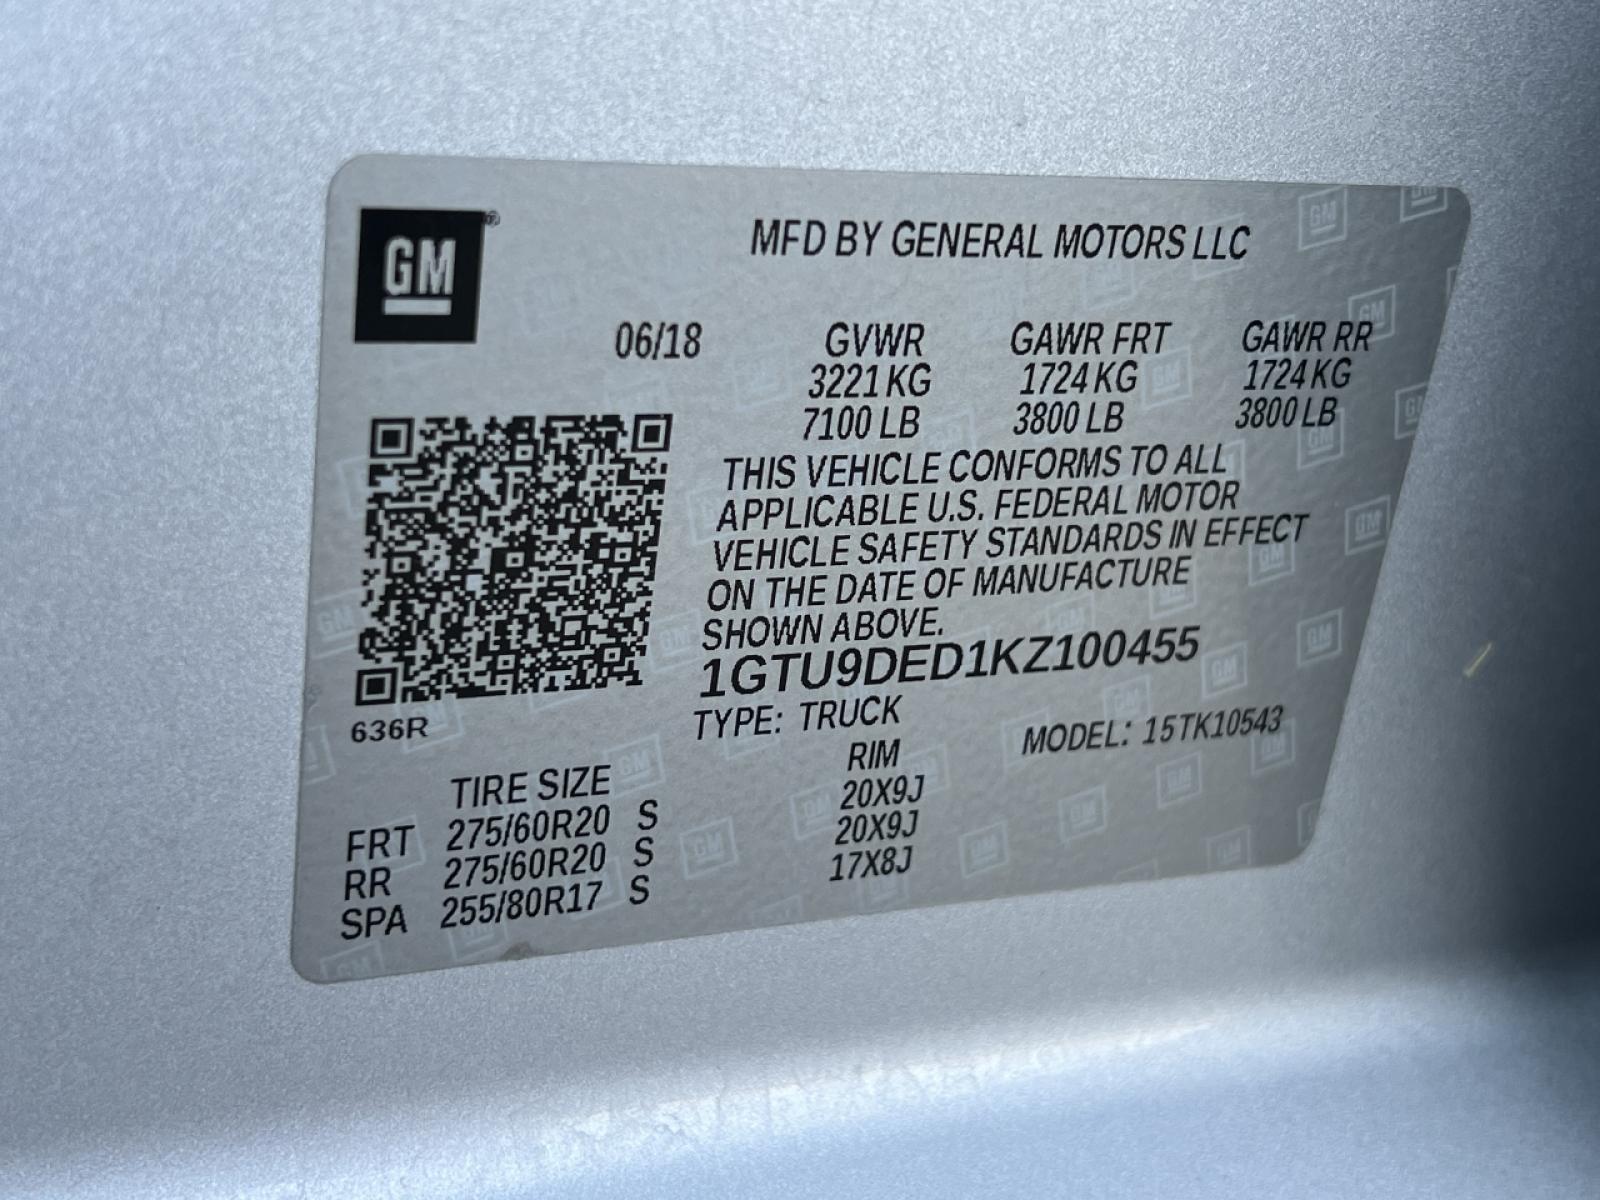 GM®
MFD BY GENERAL MOTORS LLC
06/18 GVWR GAWR FRT GAWR RR
3221 KG 1724 KG 1724 KG
7100 LB 3800 LB 3800 LB
THIS VEHICLE CONFORMS TO ALL
APPLICABLE U.S. FEDERAL MOTOR
VEHICLE SAFETY STANDARDS IN EFFECT
ON THE DATE OF MANUFACTURE
SHOWN ABOVE.
1GTU9DED1KZ100455
636R
TYPE: TRUCK MODEL: 15TK10543
TIRE SIZE RIM
FRT 275/60R20 S 20X9J
RR 275/60R20 S 20X9J
SPA 255/80R17 S 17X8J